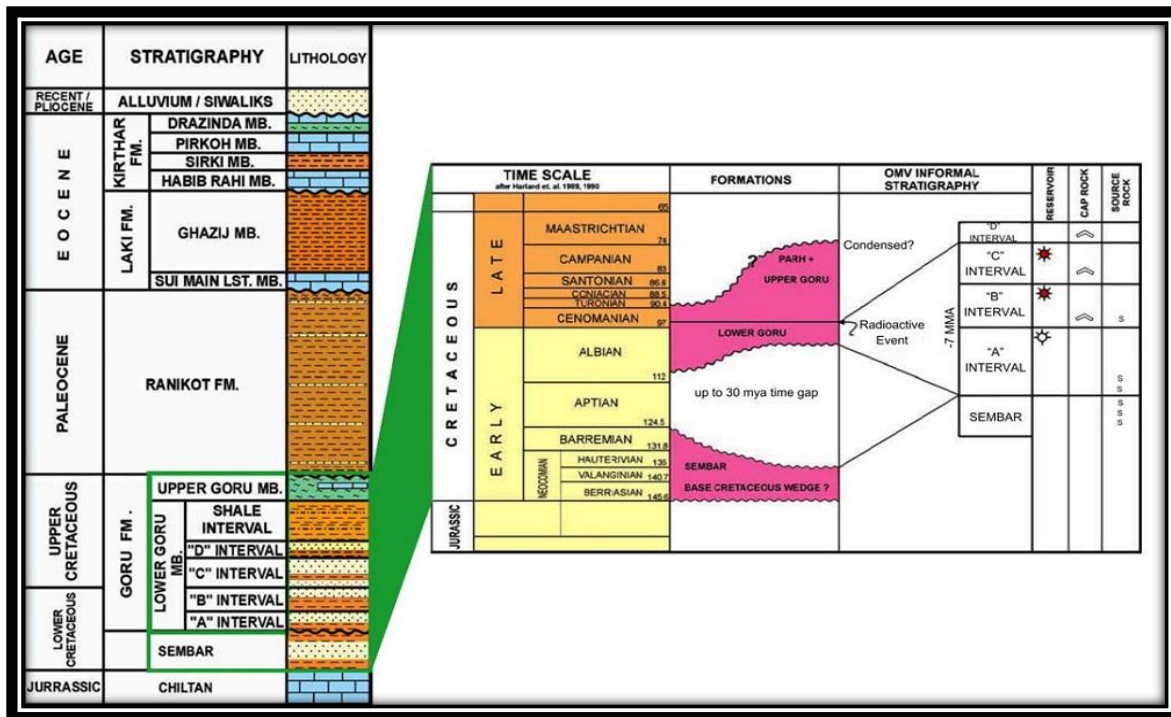 AGE
STRATIGRAPHY
LITHOLOGY
RECENT /
PLIOCENE
ALLUVIUM / SIWALIKS
EOCENE
KIRTHAR
FM.
DRAZINDA MB.
PIRKOH MB.
SIRKI MB.
HABIB RAHI MB.
LAKI FM.
GHAZIJ MB.
SUI MAIN LST. MB.
PALEOCENE
RANIKOT FM.
UPPER
CRETACEOUS
GORU FM.
UPPER GORU MB.
LOWER GORU
MB.
SHALE
INTERVAL
"D" INTERVAL
"C" INTERVAL
LOWER
CRETACEOUS
"B" INTERVAL
"A" INTERVAL
SEMBAR
JURRASSIC
CHILTAN
TIME SCALE
after Harland et. al. 1989, 1990
FORMATIONS
OMV INFORMAL
STRATIGRAPHY
RESERVOIR
CAP ROCK
SOURCE
ROCK
CRETACEOUS
LATE
65
MAASTRICHTIAN
74
CAMPANIAN
83
SANTONIAN 86.6
CONIACIAN 88.5
TURONIAN 90.4
CENOMANIAN 97
EARLY
ALBIAN
112
APTIAN
124.5
BARREMIAN
131.8
NEOCOMIAN
HAUTERIVIAN 135
VALANGINIAN 140.7
BERRIASIAN 145.6
JURASSIC
?
PARH +
UPPER GORU
LOWER GORU
up to 30 mya time gap
SEMBAR
BASE CRETACEOUS WEDGE ?
Condensed?
? Radioactive
Event
-7 MMA
"D"
INTERVAL
"C"
INTERVAL
"B"
INTERVAL
S
"A"
INTERVAL
S
S
SEMBAR
S
S
S